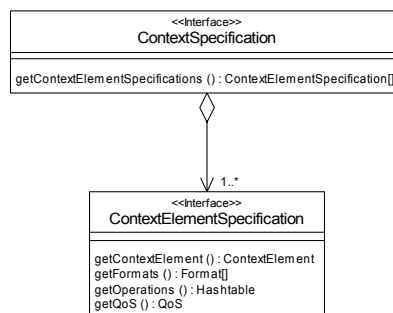 <<Interface>>
ContextSpecification
getContextElementSpecifications () : ContextElementSpecification[]
1..*
<<Interface>>
ContextElementSpecification
getContextElement () : ContextElement
getFormats () : Format[]
getOperations () : Hashtable
getQoS () : QoS